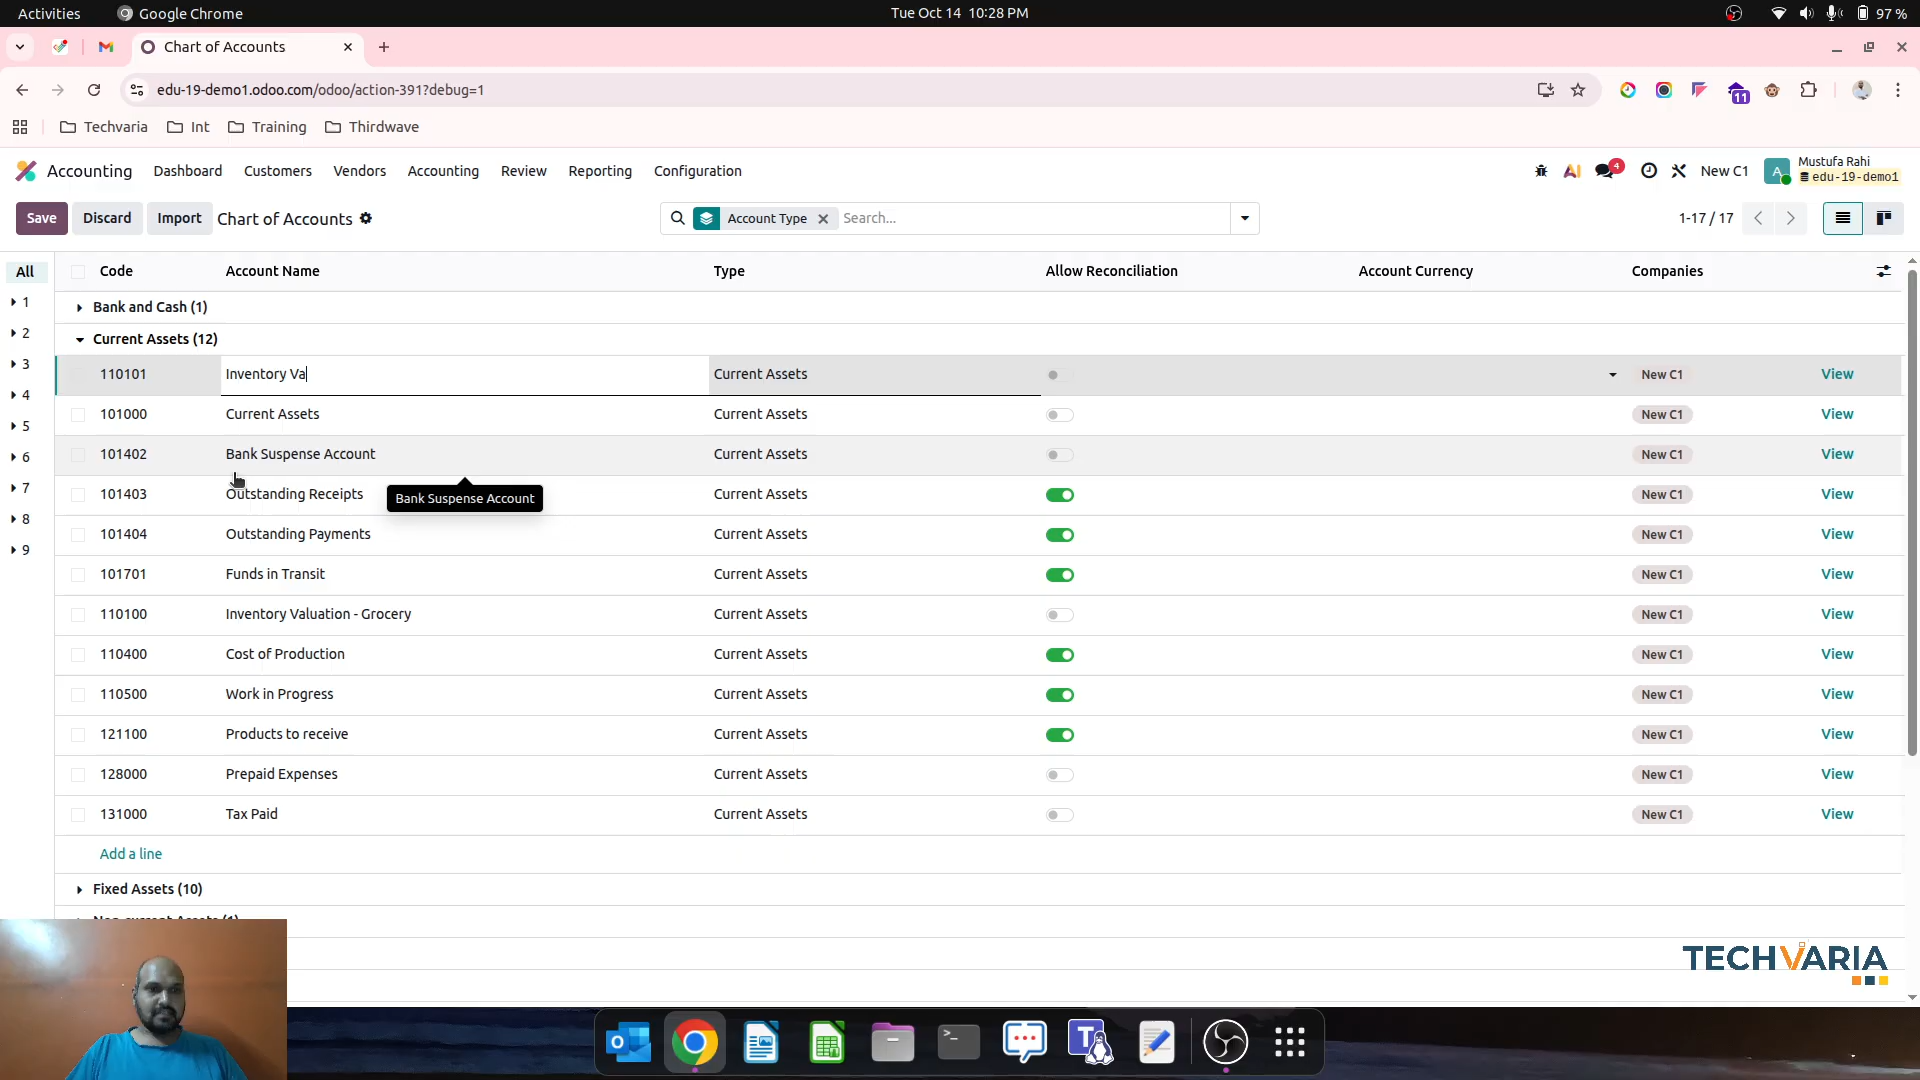 Activities
Google Chrome
Tue Oct 14 10:28 PM
97 %
Chart of Accounts
edu-19-demo1.odoo.com/odoo/action-391?debug=1
11
Techvaria
Int
Training
Thirdwave
Accounting
Dashboard
Customers
Vendors
Accounting
Review
Reporting
Configuration
AI
4
New C1
A
Mustufa Rahi
edu-19-demo1
Save
Discard
Import
Chart of Accounts
Account Type
Search...
1-17 / 17
All
1
2
3
4
5
6
7
8
9
Code Account Name Type Allow Reconciliation Account Currency Companies
Bank and Cash (1)
Current Assets (12)
110101 Inventory Va Current Assets New C1 View
101000 Current Assets Current Assets New C1 View
101402 Bank Suspense Account Current Assets New C1 View
101403 Outstanding Receipts Current Assets New C1 View
Bank Suspense Account
101404 Outstanding Payments Current Assets New C1 View
101701 Funds in Transit Current Assets New C1 View
110100 Inventory Valuation - Grocery Current Assets New C1 View
110400 Cost of Production Current Assets New C1 View
110500 Work in Progress Current Assets New C1 View
121100 Products to receive Current Assets New C1 View
128000 Prepaid Expenses Current Assets New C1 View
131000 Tax Paid Current Assets New C1 View
Add a line
Fixed Assets (10)
TECHVARIA